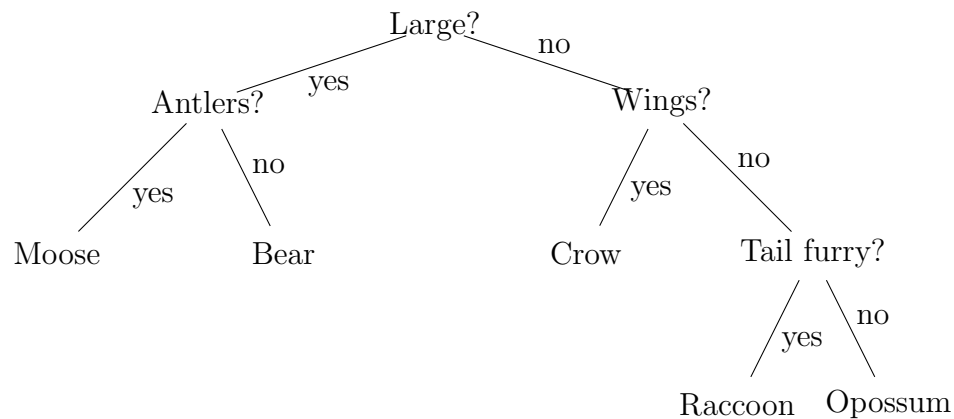 Large?
yes
no
Antlers?
Wings?
yes
no
yes
no
Moose
Bear
Crow
Tail furry?
yes
no
Raccoon
Opossum